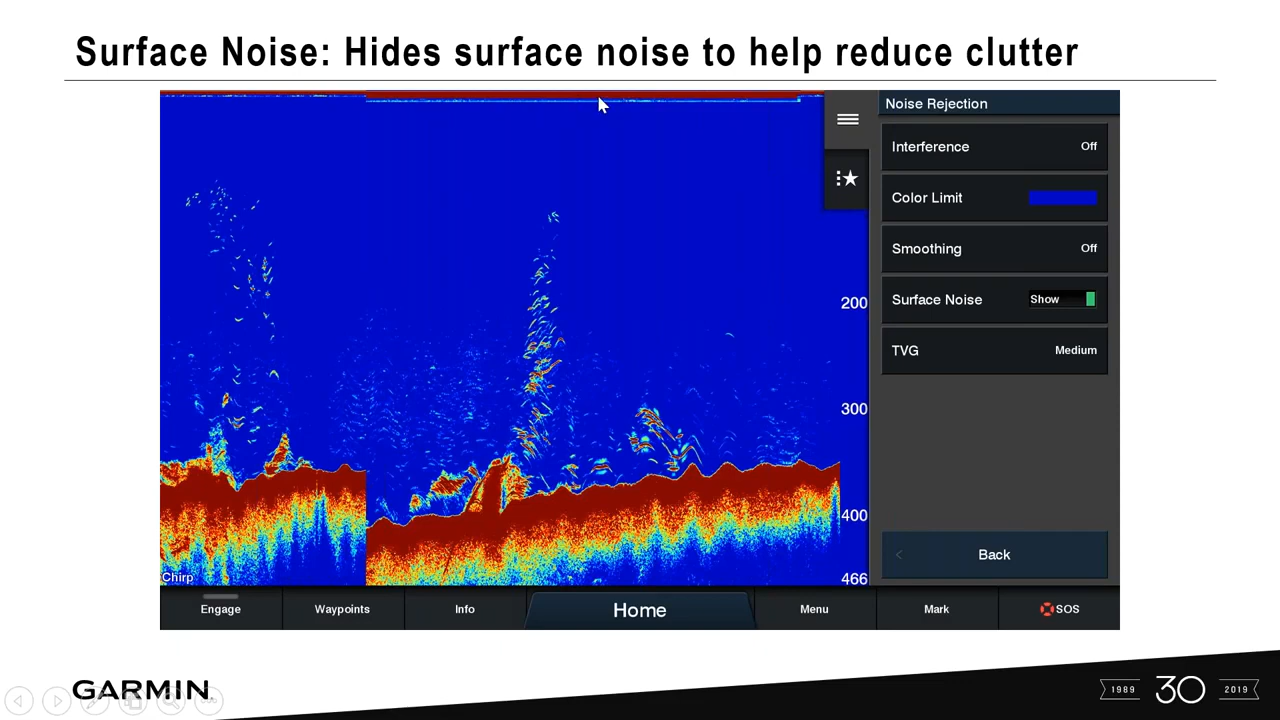 Surface Noise: Hides surface noise to help reduce clutter
Noise Rejection
Interference Off
Color Limit
Smoothing Off
Surface Noise Show
TVG Medium
200
300
400
466
Chirp
Back
Engage Waypoints Info Home Menu Mark SOS
GARMIN.
1989 30 2019